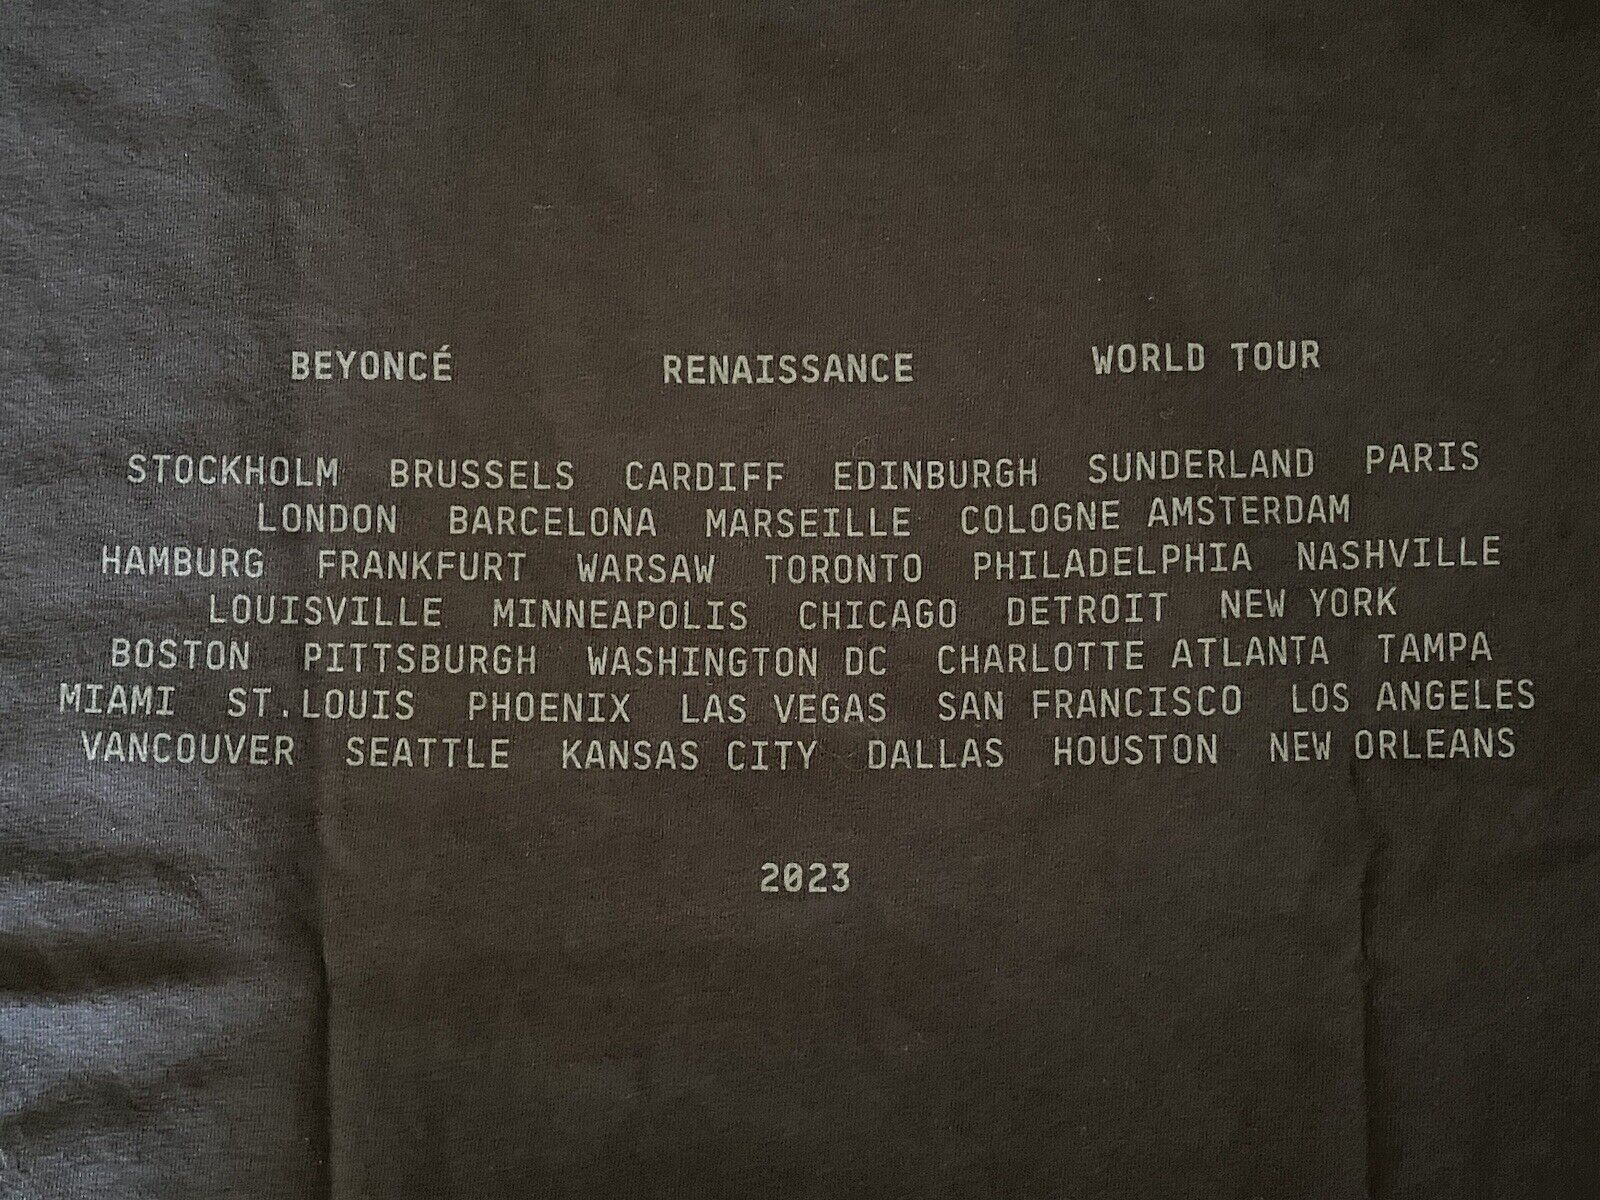 BEYONCÉ RENAISSANCE WORLD TOUR
STOCKHOLM BRUSSELS CARDIFF EDINBURGH SUNDERLAND PARIS
LONDON BARCELONA MARSEILLE COLOGNE AMSTERDAM
HAMBURG FRANKFURT WARSAW TORONTO PHILADELPHIA NASHVILLE
LOUISVILLE MINNEAPOLIS CHICAGO DETROIT NEW YORK
BOSTON PITTSBURGH WASHINGTON DC CHARLOTTE ATLANTA TAMPA
MIAMI ST.LOUIS PHOENIX LAS VEGAS SAN FRANCISCO LOS ANGELES
VANCOUVER SEATTLE KANSAS CITY DALLAS HOUSTON NEW ORLEANS
2023